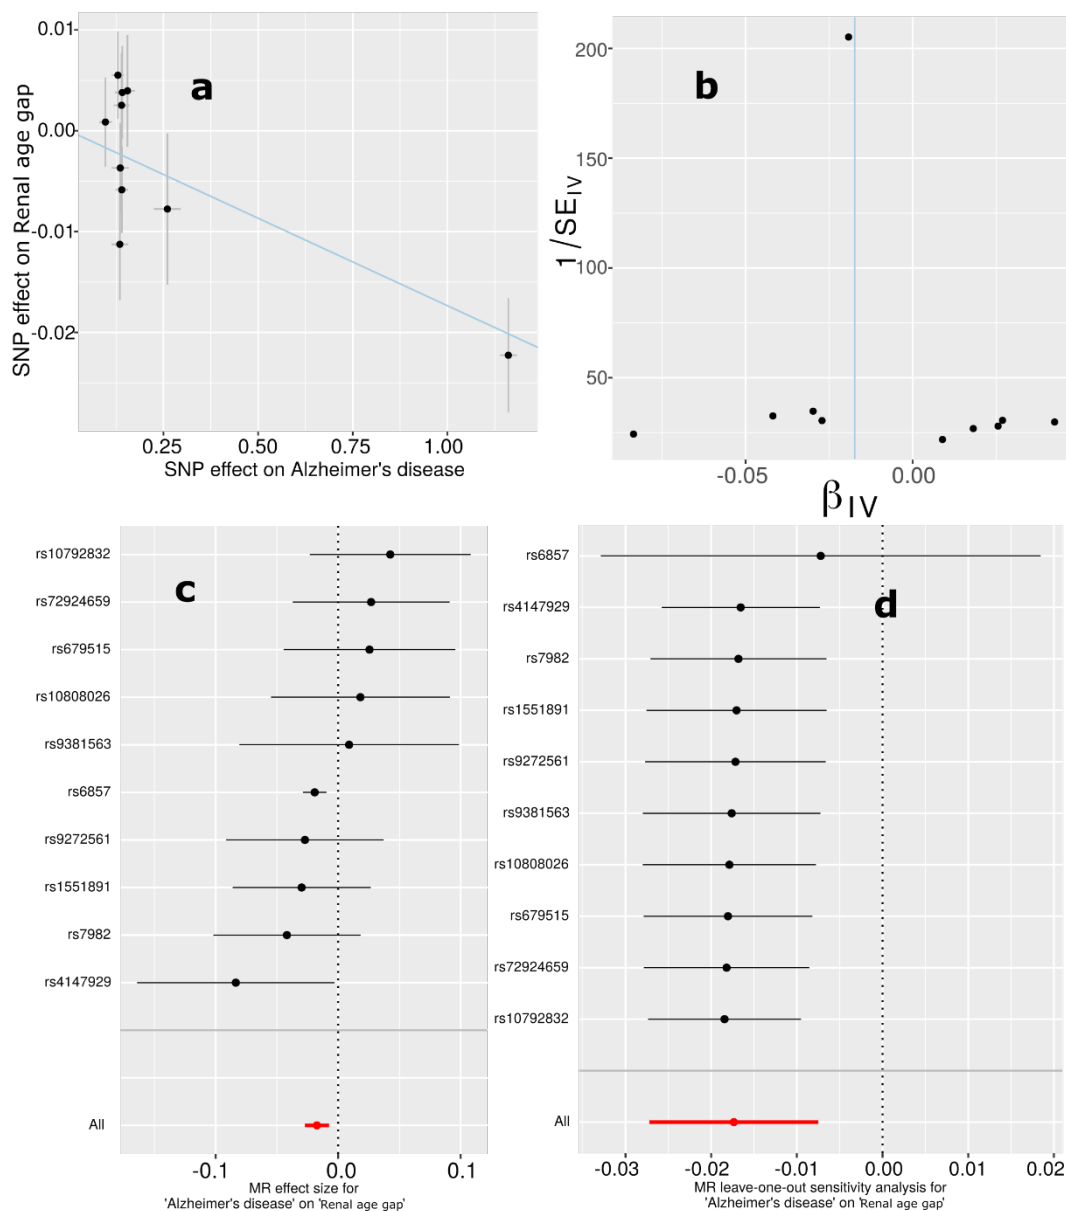 a
SNP effect on Renal age gap
0.01
0.00
-0.01
-0.02
0.25
0.50
0.75
1.00
SNP effect on Alzheimer's disease
b
1/SE_IV
200
150
100
50
-0.05
0.00
β_IV
c
rs10792832
rs72924659
rs679515
rs10808026
rs9381563
rs6857
rs9272561
rs1551891
rs7982
rs4147929
All
-0.1
0.0
0.1
MR effect size for
'Alzheimer's disease' on 'Renal age gap'
d
rs6857
rs4147929
rs7982
rs1551891
rs9272561
rs9381563
rs10808026
rs679515
rs72924659
rs10792832
All
-0.03
-0.02
-0.01
0.00
0.01
0.02
MR leave-one-out sensitivity analysis for
'Alzheimer's disease' on 'Renal age gap'